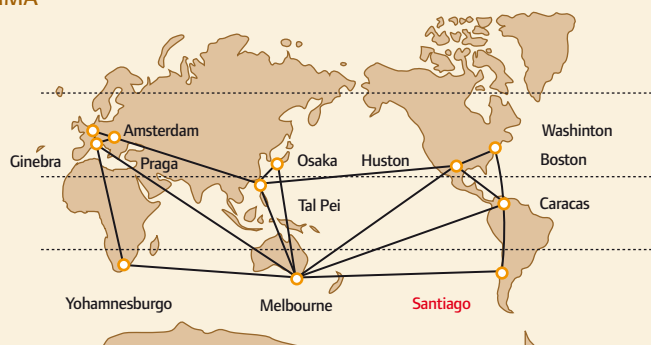 Amsterdam
Washinton
Ginebra
Praga
Osaka
Huston
Boston
Tal Pei
Caracas
Yohamnesburgo
Melbourne
Santiago